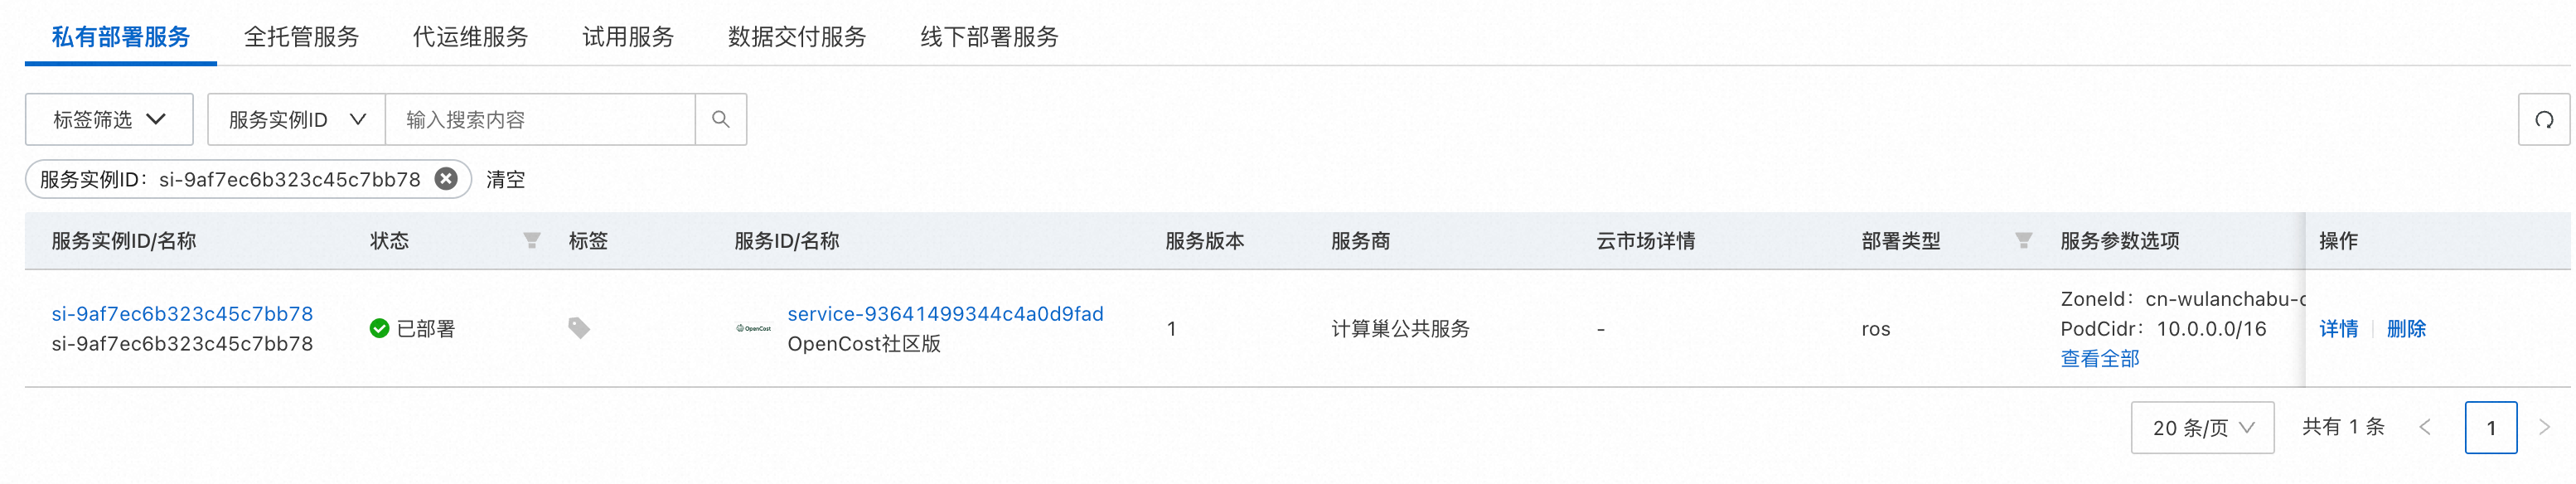 私有部署服务 全托管服务 代运维服务 试用服务 数据交付服务 线下部署服务
标签筛选 服务实例ID 输入搜索内容
服务实例ID：si-9af7ec6b323c45c7bb78 清空
服务实例ID/名称 状态 标签 服务ID/名称 服务版本 服务商 云市场详情 部署类型 服务参数选项 操作
si-9af7ec6b323c45c7bb78
si-9af7ec6b323c45c7bb78
已部署
OpenCost
service-93641499344c4a0d9fad
OpenCost社区版
1
计算巢公共服务
-
ros
ZoneId：cn-wulanchabu-c
PodCidr：10.0.0.0/16
查看全部
详情 删除
20 条/页 共有 1 条 1